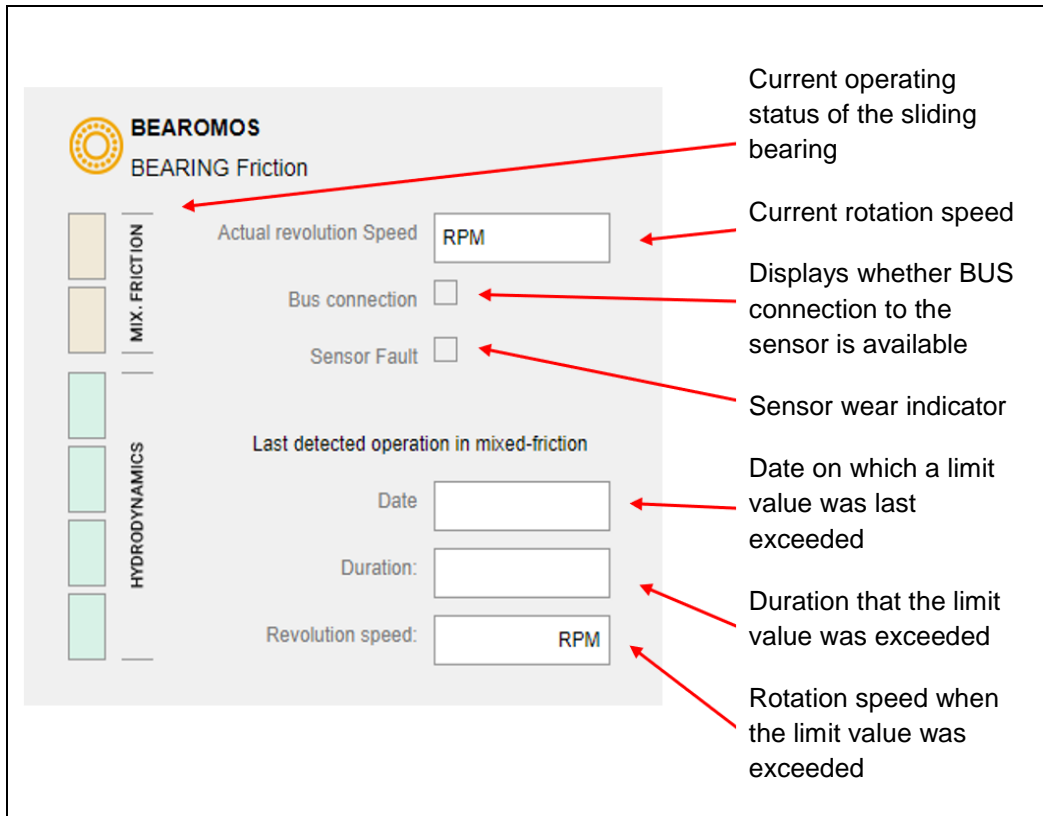 BEAROMOS
BEARING Friction
MIX. FRICTION
HYDRODYNAMICS
Actual revolution Speed
RPM
Bus connection
Sensor Fault
Last detected operation in mixed-friction
Date
Duration:
Revolution speed:
RPM
Current operating
status of the sliding
bearing
Current rotation speed
Displays whether BUS
connection to the
sensor is available
Sensor wear indicator
Date on which a limit
value was last
exceeded
Duration that the limit
value was exceeded
Rotation speed when
the limit value was
exceeded